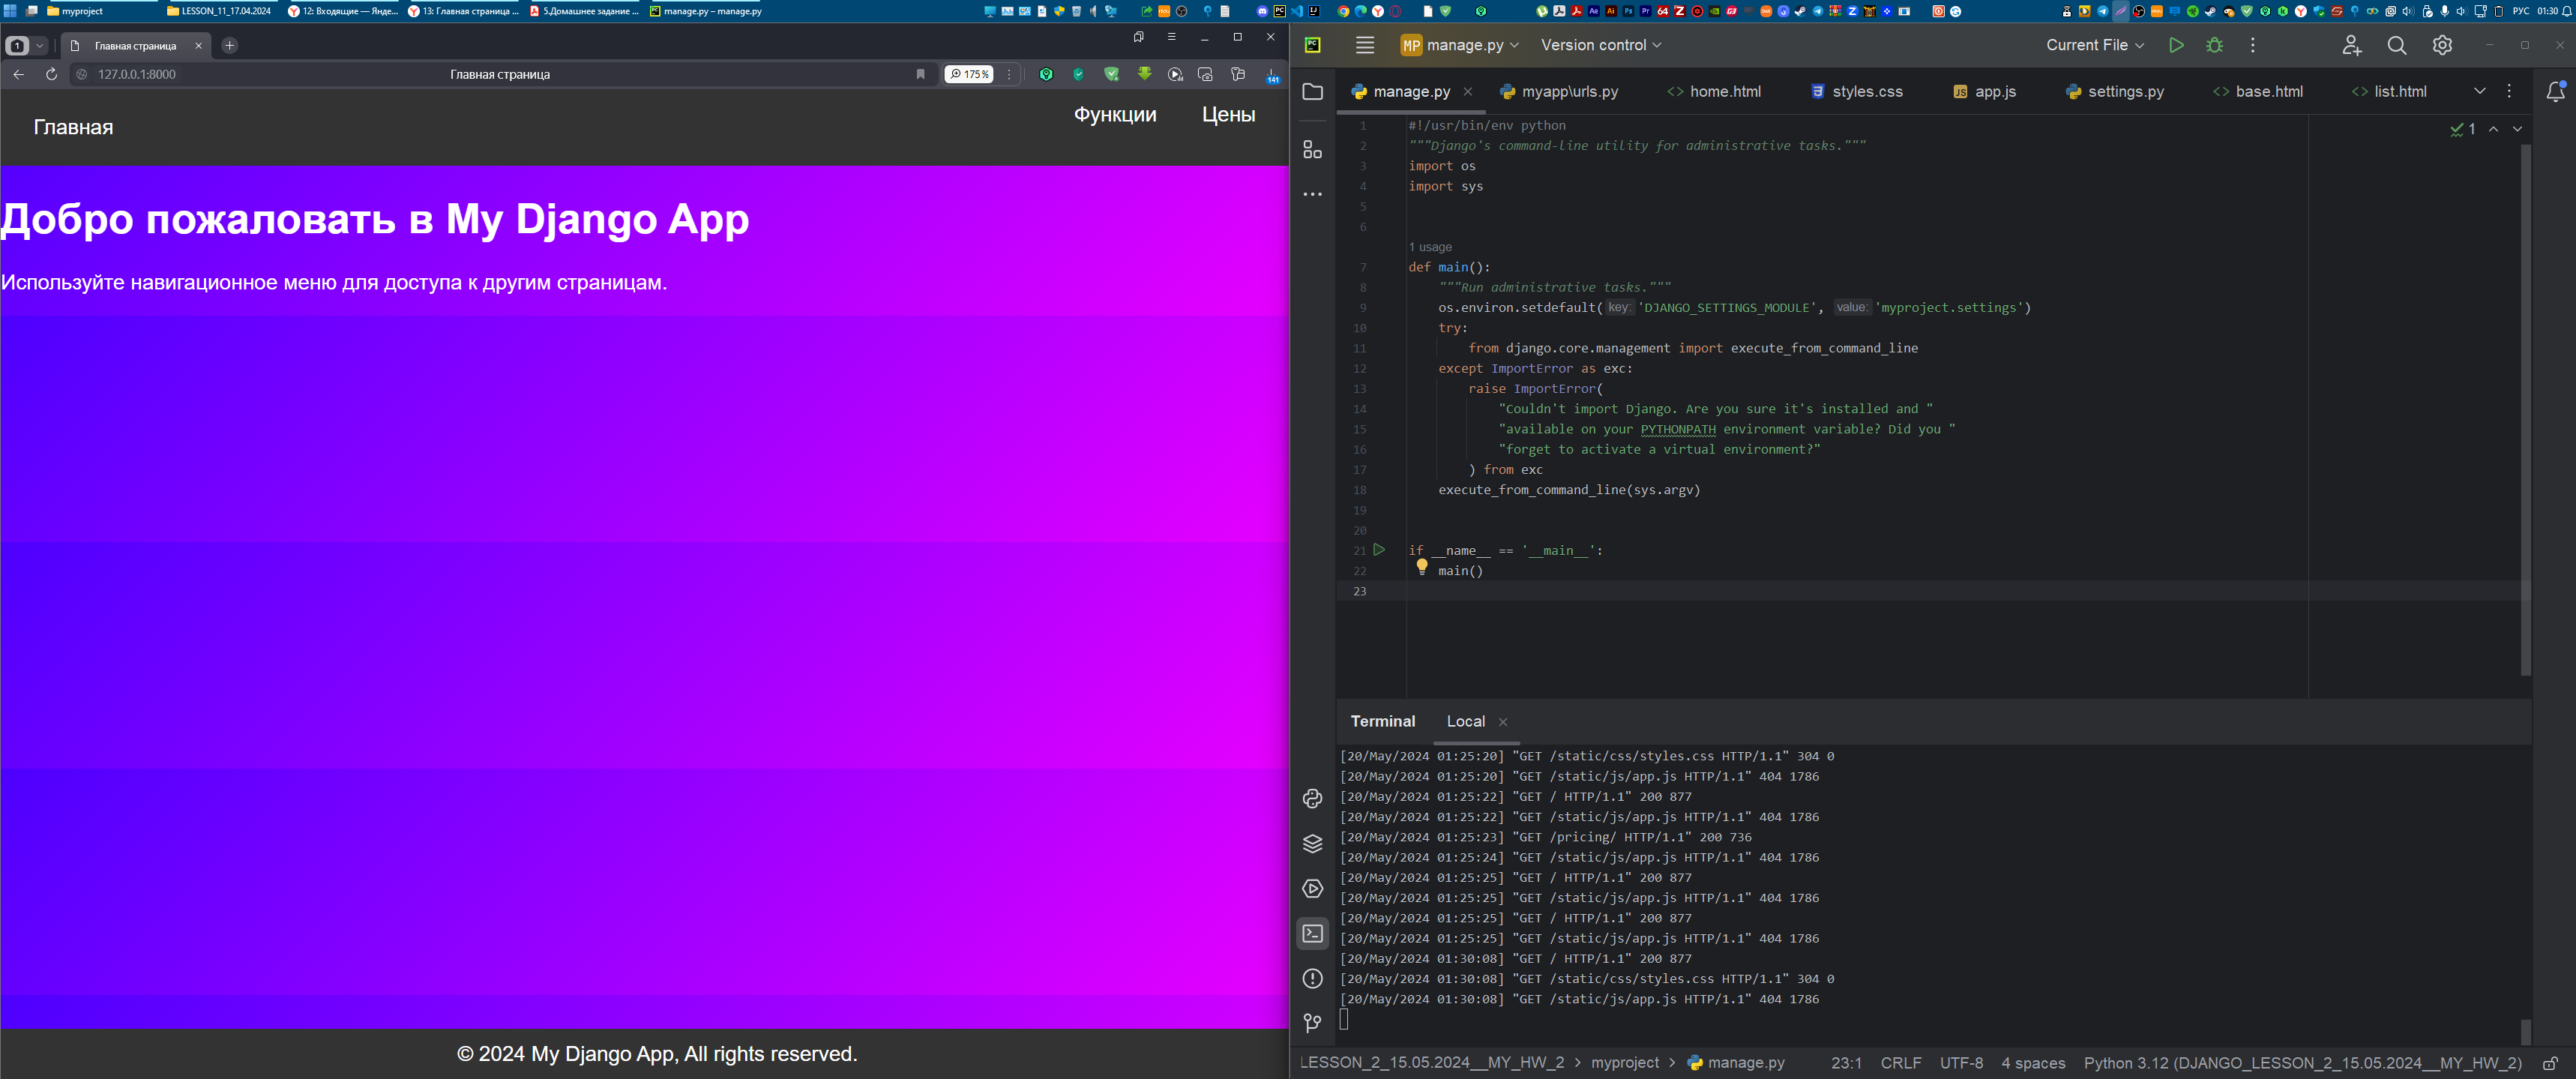 myproject
LESSON_11_17.04.2024
12: Входящие — Янде...
13: Главная страница ...
5.Домашнее задание ...
manage.py – manage.py
РУС
01:30
1
Главная страница
127.0.0.1:8000
Главная страница
175 %
141
Главная
Функции
Цены
Добро пожаловать в My Django App
Используйте навигационное меню для доступа к другим страницам.
© 2024 My Django App, All rights reserved.
MP manage.py
Version control
Current File
manage.py
myapp\urls.py
home.html
styles.css
app.js
settings.py
base.html
list.html
1
1 #!/usr/bin/env python
2 """Django's command-line utility for administrative tasks."""
3 import os
4 import sys
5
6
1 usage
7 def main():
8 """Run administrative tasks."""
9 os.environ.setdefault( key: 'DJANGO_SETTINGS_MODULE', value: 'myproject.settings')
10 try:
11 from django.core.management import execute_from_command_line
12 except ImportError as exc:
13 raise ImportError(
14 "Couldn't import Django. Are you sure it's installed and "
15 "available on your PYTHONPATH environment variable? Did you "
16 "forget to activate a virtual environment?"
17 ) from exc
18 execute_from_command_line(sys.argv)
19
20
21 if __name__ == '__main__':
22 main()
23
Terminal
Local
[20/May/2024 01:25:20] "GET /static/css/styles.css HTTP/1.1" 304 0
[20/May/2024 01:25:20] "GET /static/js/app.js HTTP/1.1" 404 1786
[20/May/2024 01:25:22] "GET / HTTP/1.1" 200 877
[20/May/2024 01:25:22] "GET /static/js/app.js HTTP/1.1" 404 1786
[20/May/2024 01:25:23] "GET /pricing/ HTTP/1.1" 200 736
[20/May/2024 01:25:24] "GET /static/js/app.js HTTP/1.1" 404 1786
[20/May/2024 01:25:25] "GET / HTTP/1.1" 200 877
[20/May/2024 01:25:25] "GET /static/js/app.js HTTP/1.1" 404 1786
[20/May/2024 01:25:25] "GET / HTTP/1.1" 200 877
[20/May/2024 01:25:25] "GET /static/js/app.js HTTP/1.1" 404 1786
[20/May/2024 01:30:08] "GET / HTTP/1.1" 200 877
[20/May/2024 01:30:08] "GET /static/css/styles.css HTTP/1.1" 304 0
[20/May/2024 01:30:08] "GET /static/js/app.js HTTP/1.1" 404 1786
LESSON_2_15.05.2024__MY_HW_2 > myproject > manage.py
23:1
CRLF
UTF-8
4 spaces
Python 3.12 (DJANGO_LESSON_2_15.05.2024__MY_HW_2)